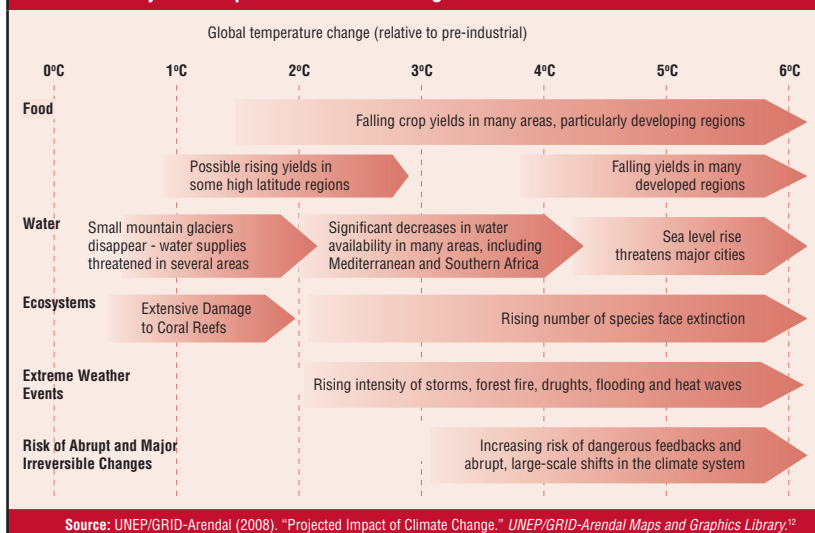 Global temperature change (relative to pre-industrial)
0ºC 1ºC 2ºC 3ºC 4ºC 5ºC 6ºC
Food
Falling crop yields in many areas, particularly developing regions
Possible rising yields in
some high latitude regions
Falling yields in many
developed regions
Water
Small mountain glaciers
disappear - water supplies
threatened in several areas
Significant decreases in water
availability in many areas, including
Mediterranean and Southern Africa
Sea level rise
threatens major cities
Ecosystems
Extensive Damage
to Coral Reefs
Rising number of species face extinction
Extreme Weather
Events
Rising intensity of storms, forest fire, drughts, flooding and heat waves
Risk of Abrupt and Major
Irreversible Changes
Increasing risk of dangerous feedbacks and
abrupt, large-scale shifts in the climate system
Source: UNEP/GRID-Arendal (2008). “Projected Impact of Climate Change.” UNEP/GRID-Arendal Maps and Graphics Library.¹²